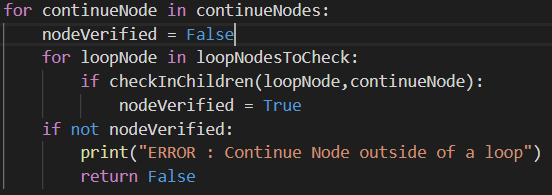 for continueNode in continueNodes:
    nodeVerified = False
    for loopNode in loopNodesToCheck:
        if checkInChildren(loopNode,continueNode):
            nodeVerified = True
    if not nodeVerified:
        print("ERROR : Continue Node outside of a loop")
        return False